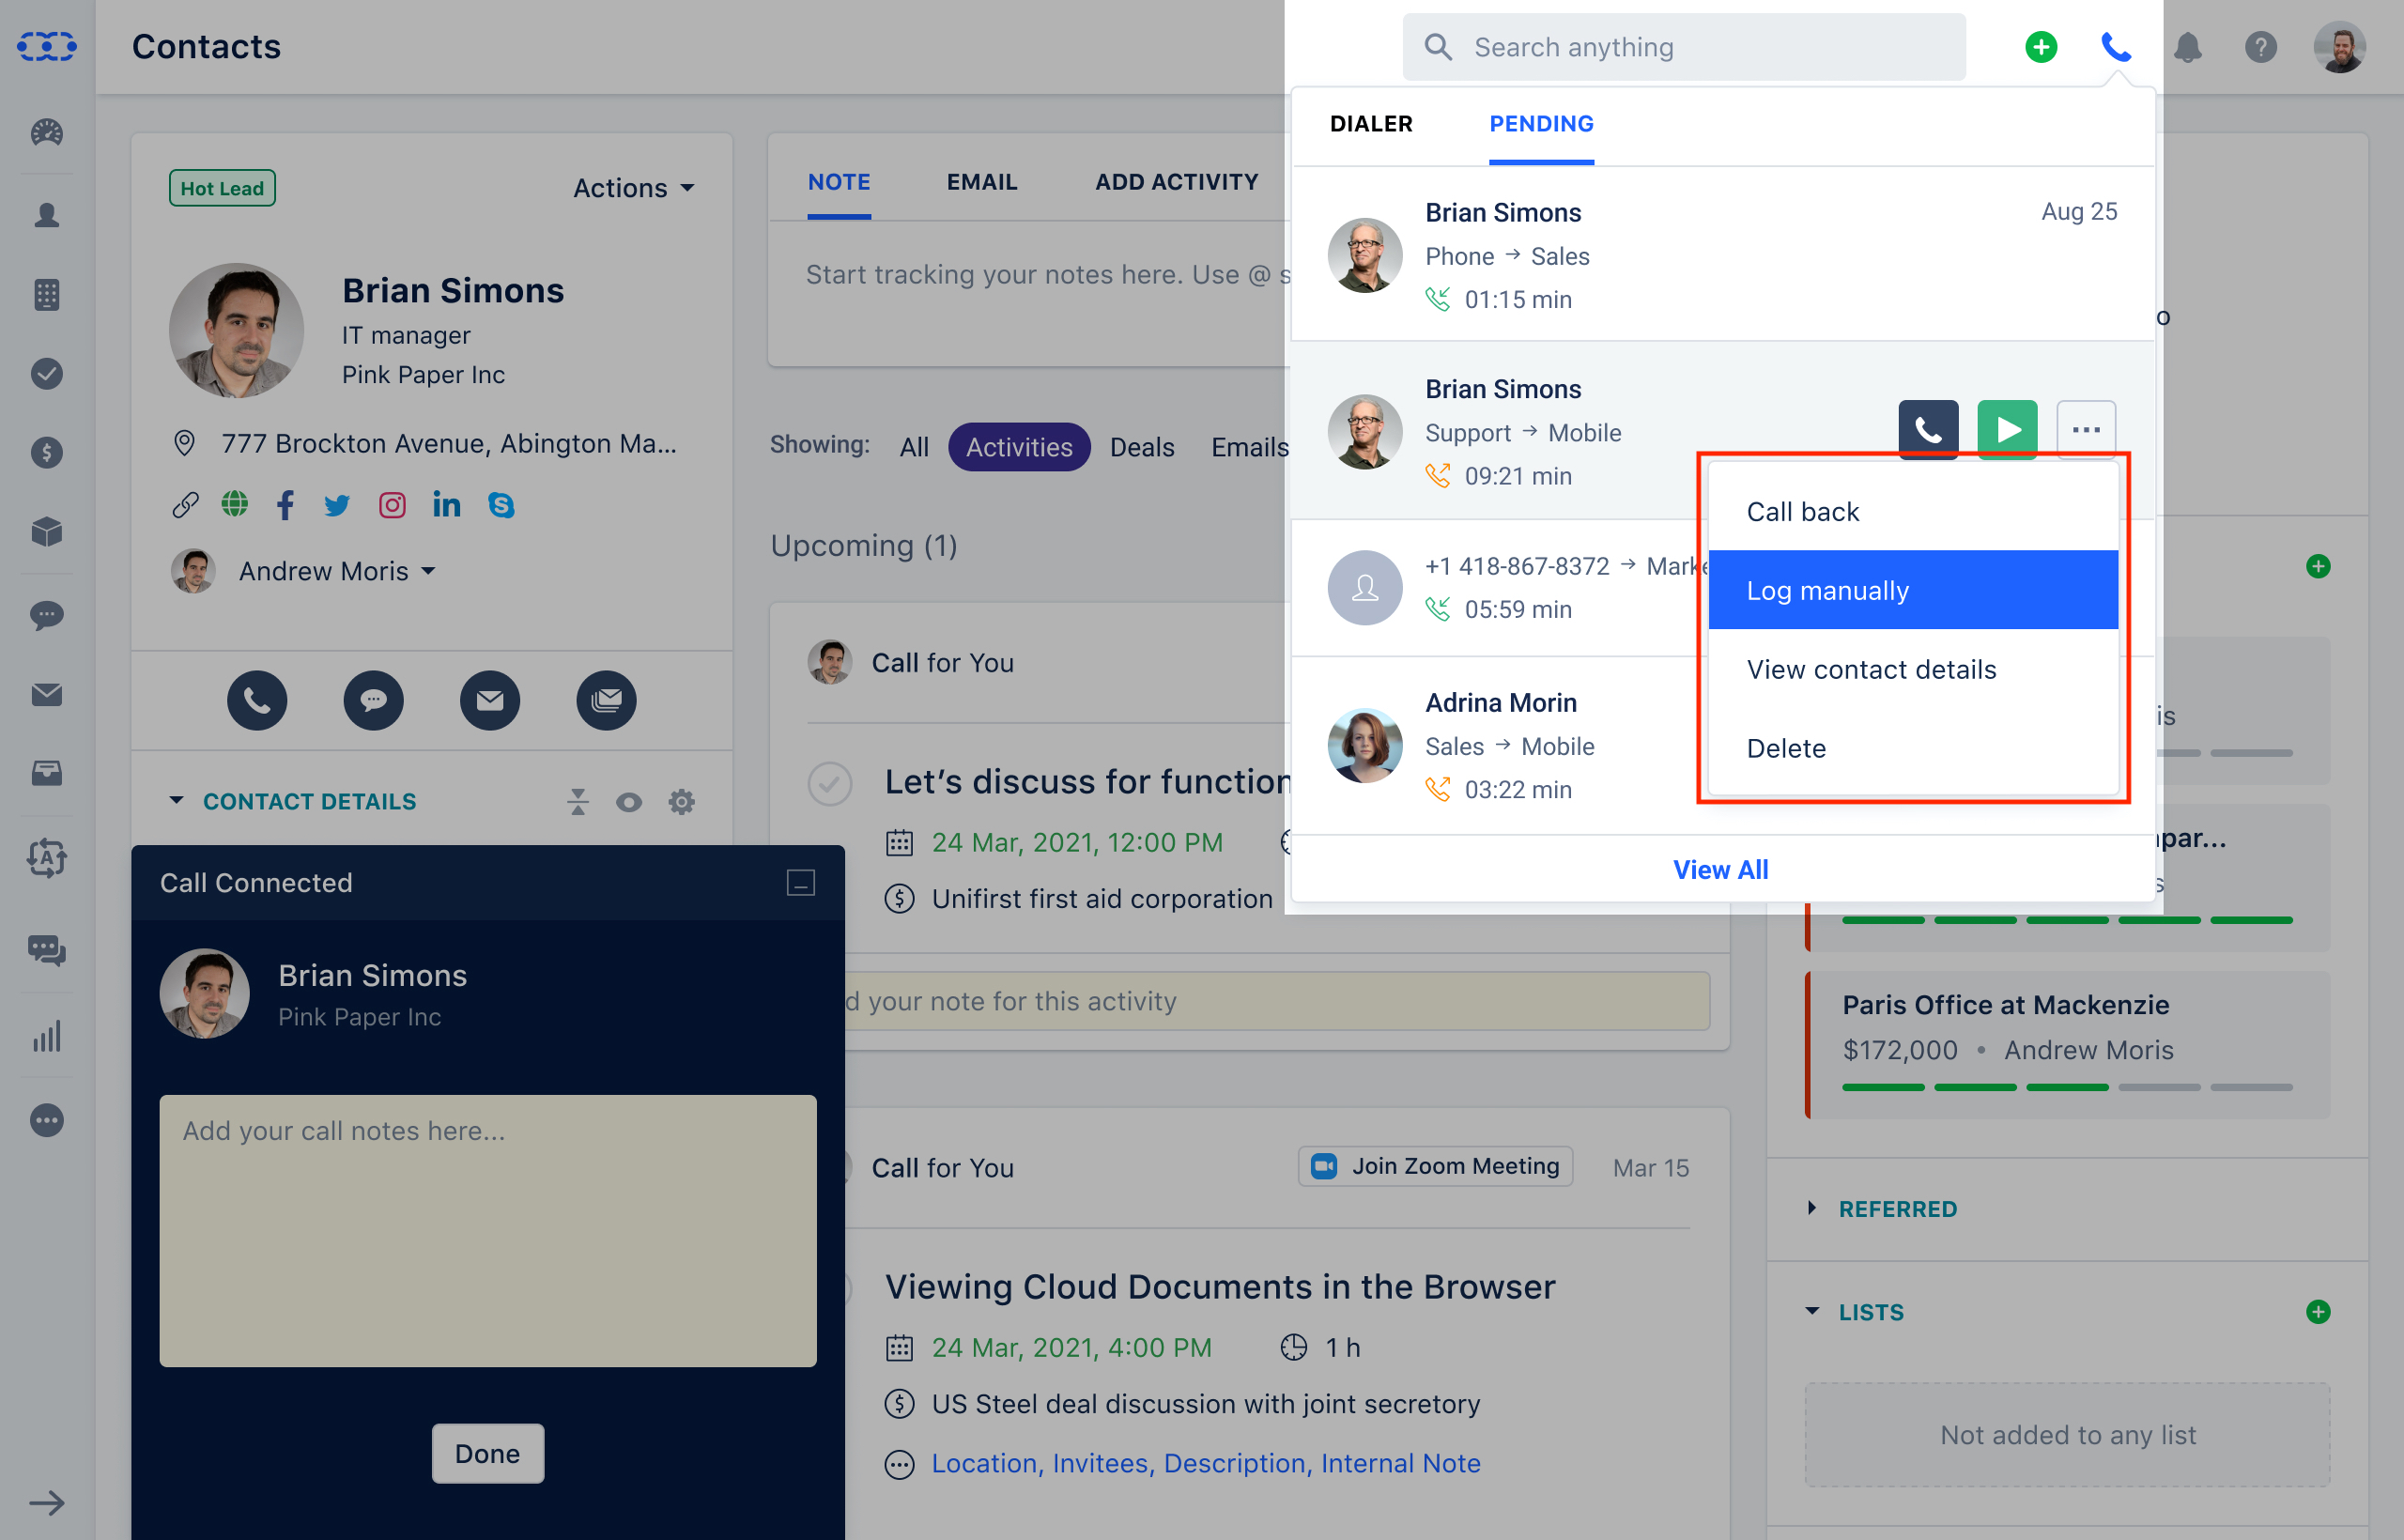 Contacts
Search anything
DIALER
PENDING
Brian Simons
Aug 25
Phone → Sales
01:15 min
Brian Simons
Support → Mobile
09:21 min
Call back
Log manually
View contact details
Delete
+1 418-867-8372 →
05:59 min
Adrina Morin
Sales → Mobile
03:22 min
View All
Hot Lead
Actions
Brian Simons
IT manager
Pink Paper Inc
777 Brockton Avenue, Abington Ma...
Andrew Moris
CONTACT DETAILS
Call Connected
Brian Simons
Pink Paper Inc
Add your call notes here...
Done
NOTE
EMAIL
ADD ACTIVITY
Start tracking your notes here. Use @
Showing:
All
Activities
Deals
Emails
Upcoming (1)
Call for You
Let's discuss for function
24 Mar, 2021, 12:00 PM
Unifirst first aid corporation
your note for this activity
Call for You
Join Zoom Meeting
Mar 15
Viewing Cloud Documents in the Browser
24 Mar, 2021, 4:00 PM
1 h
US Steel deal discussion with joint secretory
Location, Invitees, Description, Internal Note
Paris Office at Mackenzie
$172,000 • Andrew Moris
REFERRED
LISTS
Not added to any list